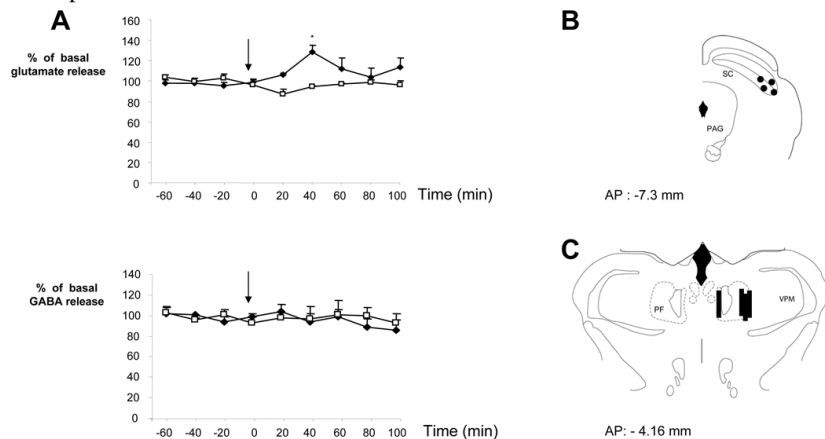 A
160
140
120
100
80
60
40
20
0
% of basal
glutamate release
*
-60 -40 -20 0 20 40 60 80 100
Time (min)
B
SC
PAG
AP : -7.3 mm
% of basal
GABA release
140
120
100
80
60
40
20
0
-60 -40 -20 0 20 40 60 80 100
Time (min)
C
PF
VPM
AP: - 4.16 mm